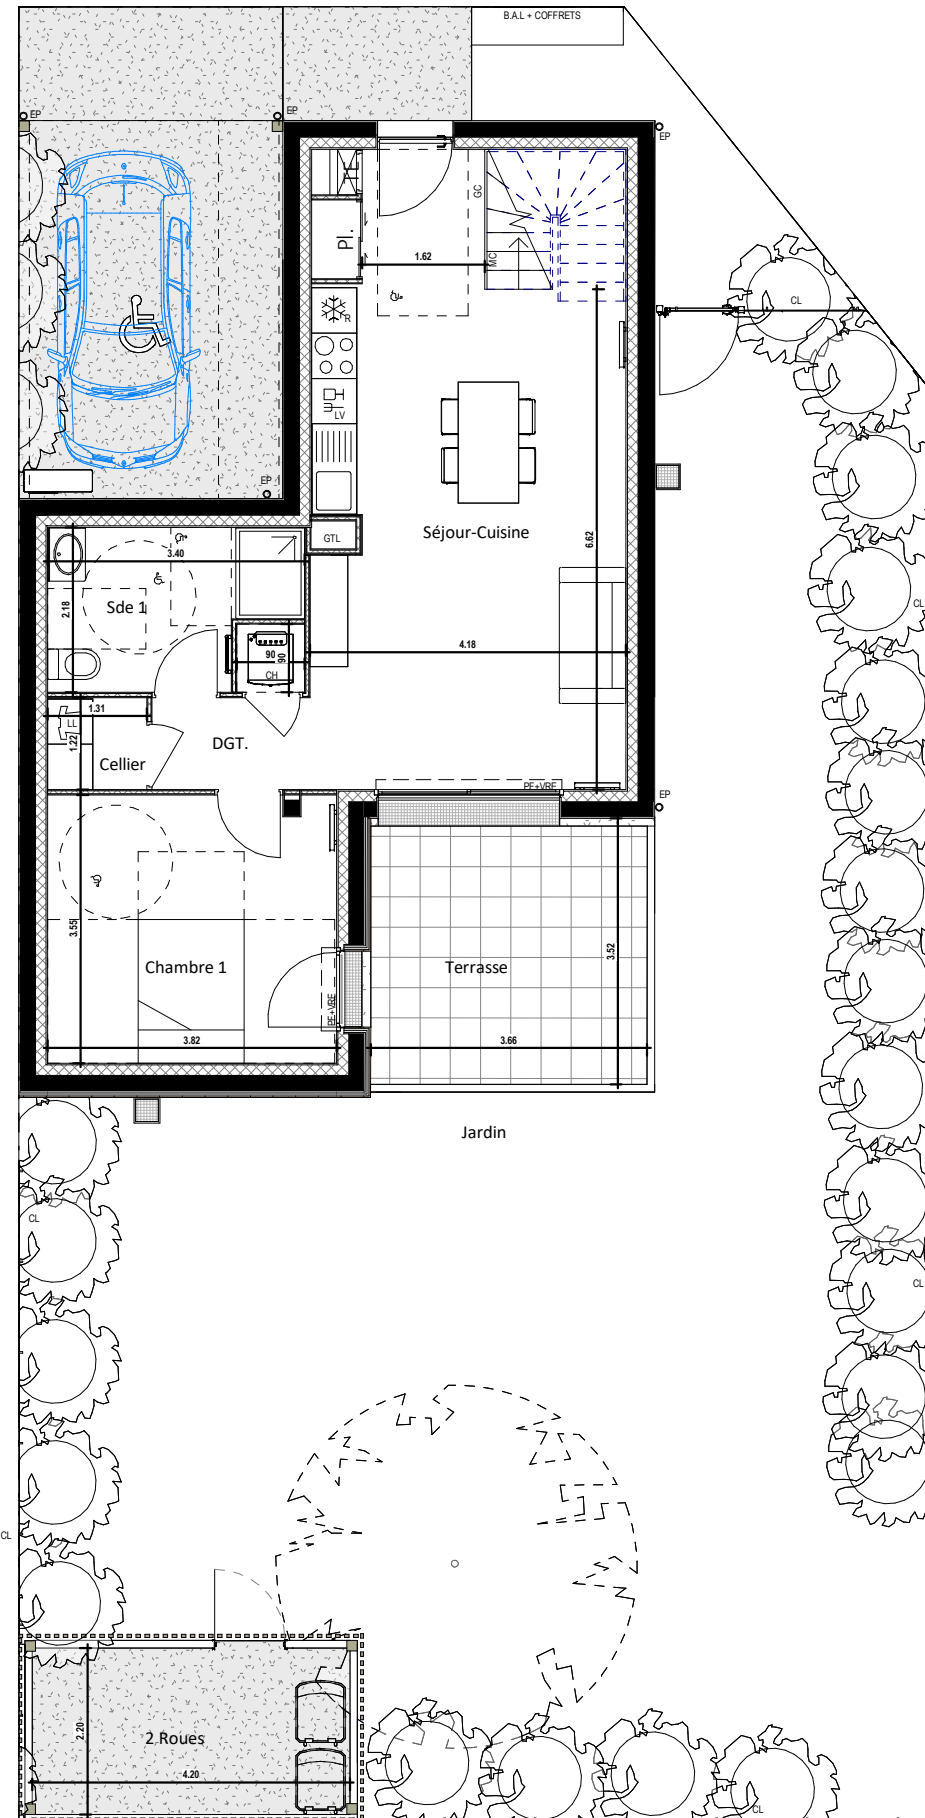 B.A.L + COFFRETS
EP
EP
EP
GC
Pl.
1.62
MC
CL
R
LV
EP
GTL
Séjour-Cuisine
6.62
3.40
Sde 1
2.18
CL
90
90
CH
4.18
1.31
LL
1.22
DGT.
Cellier
PF+VRE
EP
3.55
Chambre 1
PF+VRE
Terrasse
3.52
3.82
3.66
Jardin
CL
CL
CL
2 Roues
2.20
4.20
CL